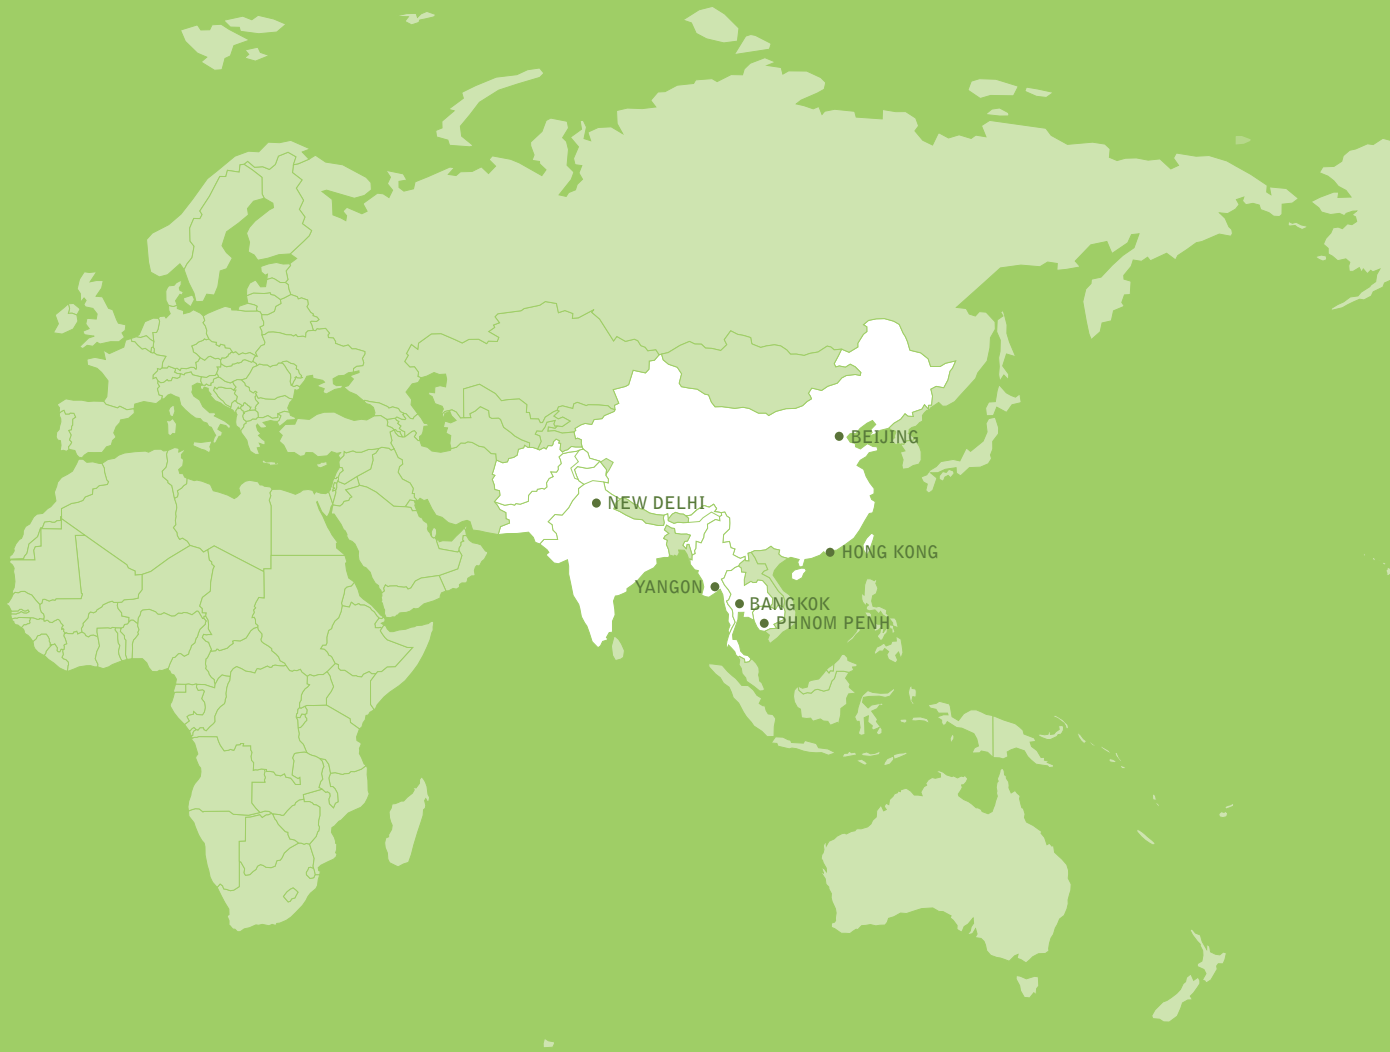 BEIJING
NEW DELHI
HONG KONG
YANGON
BANGKOK
PHNOM PENH